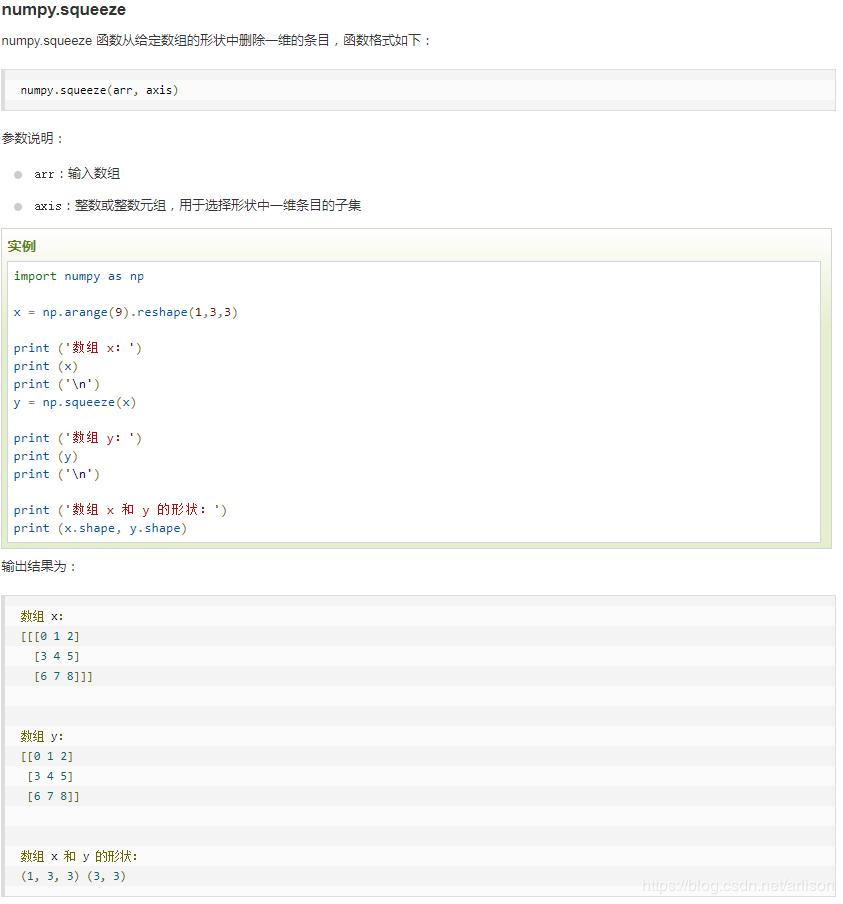 numpy.squeeze
numpy.squeeze 函数从给定数组的形状中删除一维的条目，函数格式如下：
numpy.squeeze(arr, axis)
参数说明：
arr：输入数组
axis：整数或整数元组，用于选择形状中一维条目的子集
实例
import numpy as np
x = np.arange(9).reshape(1,3,3)
print ('数组 x：')
print (x)
print ('\n')
y = np.squeeze(x)
print ('数组 y：')
print (y)
print ('\n')
print ('数组 x 和 y 的形状：')
print (x.shape, y.shape)
输出结果为：
数组 x：
[[[0 1 2]
[3 4 5]
[6 7 8]]]
数组 y：
[[0 1 2]
[3 4 5]
[6 7 8]]
数组 x 和 y 的形状：
(1, 3, 3) (3, 3)
https://blog.csdn.net/arlison